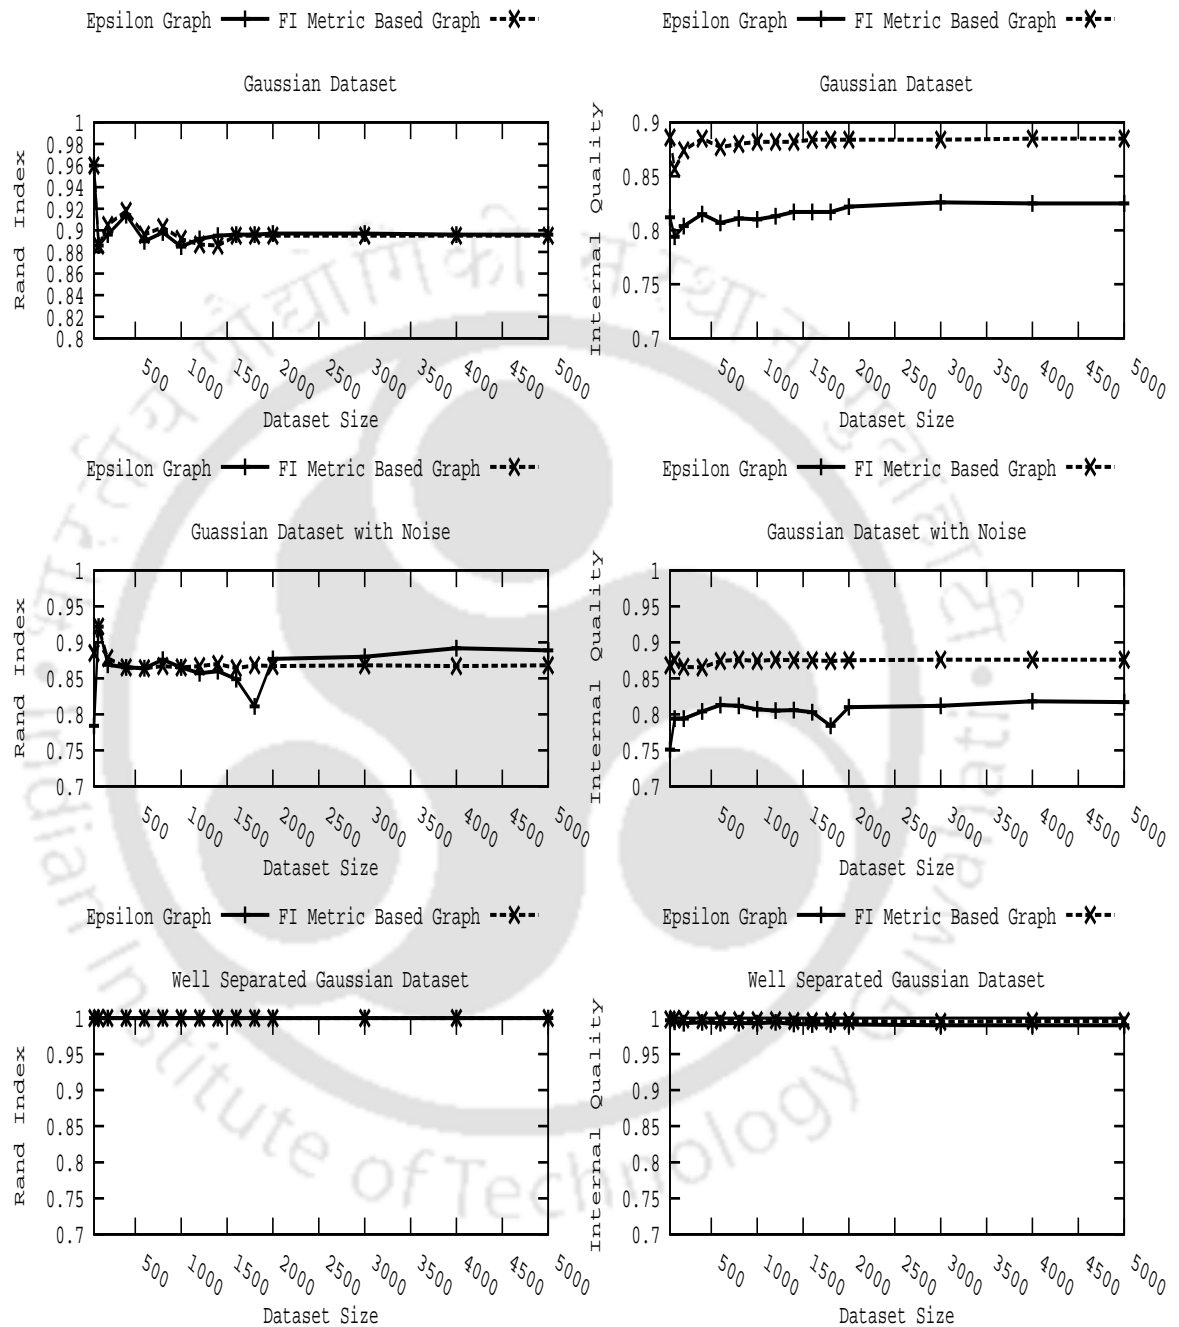 Epsilon Graph FI Metric Based Graph
Epsilon Graph FI Metric Based Graph
Gaussian Dataset
Gaussian Dataset
Rand Index
1
0.98
0.96
0.94
0.92
0.9
0.88
0.86
0.84
0.82
0.8
500 1000 1500 2000 2500 3000 3500 4000 4500 5000
Dataset Size
Internal Quality
0.9
0.85
0.8
0.75
0.7
500 1000 1500 2000 2500 3000 3500 4000 4500 5000
Dataset Size
Epsilon Graph FI Metric Based Graph
Epsilon Graph FI Metric Based Graph
Guassian Dataset with Noise
Gaussian Dataset with Noise
Rand Index
1
0.95
0.9
0.85
0.8
0.75
0.7
500 1000 1500 2000 2500 3000 3500 4000 4500 5000
Dataset Size
Internal Quality
1
0.95
0.9
0.85
0.8
0.75
0.7
500 1000 1500 2000 2500 3000 3500 4000 4500 5000
Dataset Size
Epsilon Graph FI Metric Based Graph
Epsilon Graph FI Metric Based Graph
Well Separated Gaussian Dataset
Well Separated Gaussian Dataset
Rand Index
1
0.95
0.9
0.85
0.8
0.75
0.7
500 1000 1500 2000 2500 3000 3500 4000 4500 5000
Dataset Size
Internal Quality
1
0.95
0.9
0.85
0.8
0.75
0.7
500 1000 1500 2000 2500 3000 3500 4000 4500 5000
Dataset Size
Indian Institute of Technology Guwahati